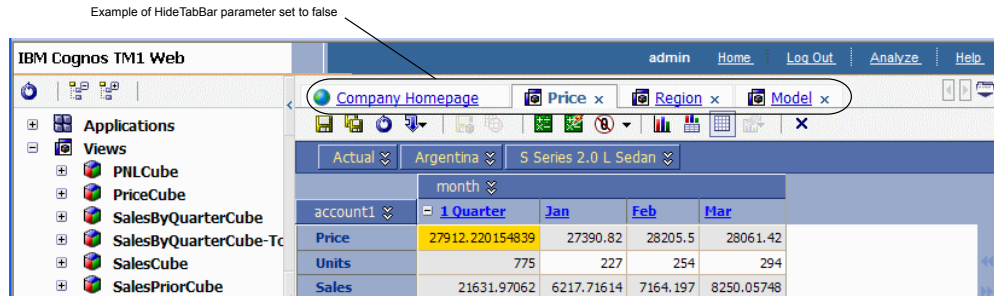 Example of HideTabBar parameter set to false
IBM Cognos TM1 Web
admin Home Log Out Analyze Help
Company Homepage Price x Region x Model x
Applications
Views
PNLCube
PriceCube
SalesByQuarterCube
SalesByQuarterCube-To
SalesCube
SalesPriorCube
Actual Argentina S Series 2.0 L Sedan
month
account1 1 Quarter Jan Feb Mar
Price 27912.220154839 27390.82 28205.5 28061.42
Units 775 227 254 294
Sales 21631.97062 6217.71614 7164.197 8250.05748